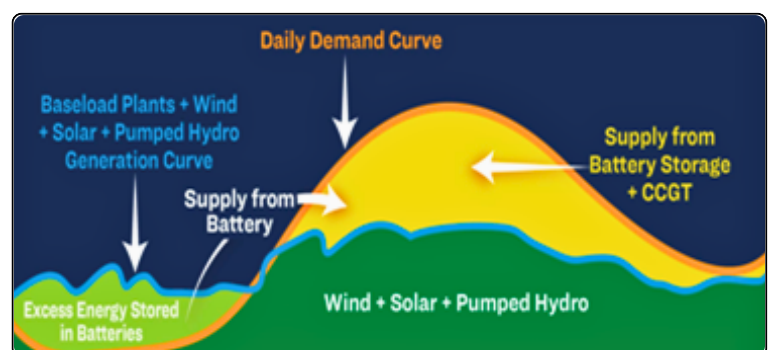 Daily Demand Curve
Baseload Plants + Wind
+ Solar + Pumped Hydro
Generation Curve
Supply from
Battery Storage
+ CCGT
Supply from
Battery
Excess Energy Stored
in Batteries
Wind + Solar + Pumped Hydro